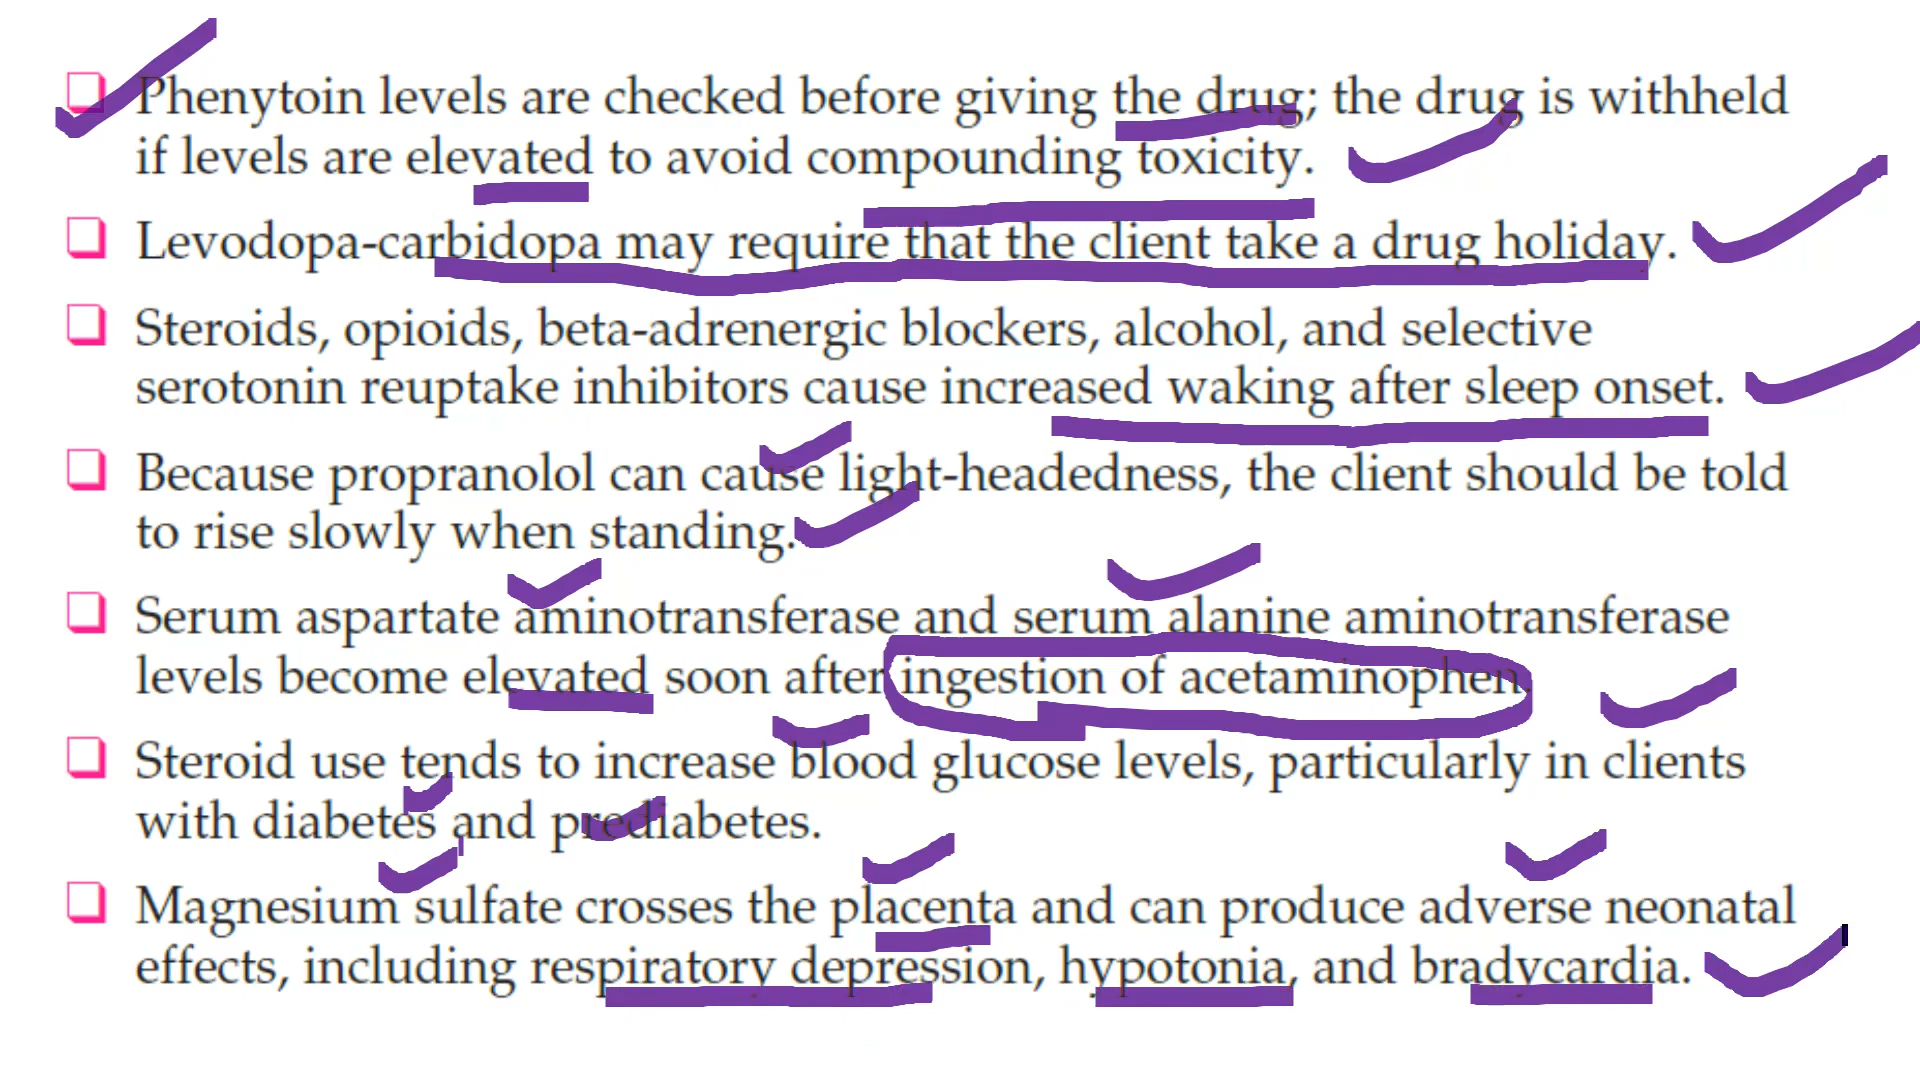 Phenytoin levels are checked before giving the drug; the drug is withheld
if levels are elevated to avoid compounding toxicity.
Levodopa-carbidopa may require that the client take a drug holiday.
Steroids, opioids, beta-adrenergic blockers, alcohol, and selective
serotonin reuptake inhibitors cause increased waking after sleep onset.
Because propranolol can cause light-headedness, the client should be told
to rise slowly when standing.
Serum aspartate aminotransferase and serum alanine aminotransferase
levels become elevated soon after ingestion of acetaminophen.
Steroid use tends to increase blood glucose levels, particularly in clients
with diabetes and prediabetes.
Magnesium sulfate crosses the placenta and can produce adverse neonatal
effects, including respiratory depression, hypotonia, and bradycardia.